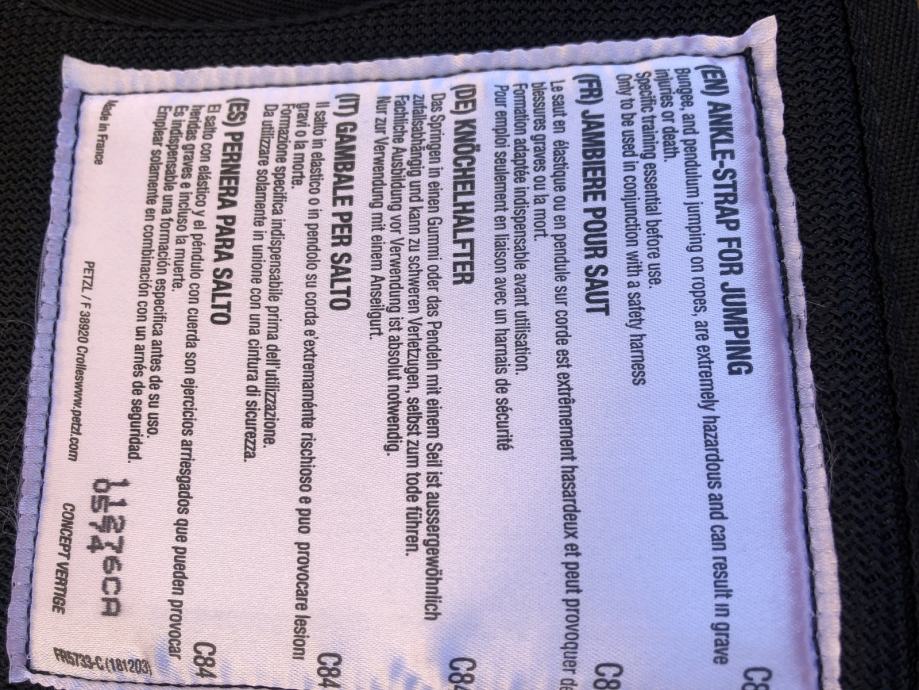 (EN) ANKLE-STRAP FOR JUMPING C8
Bungee, and pendulum jumping on ropes, are extremely hazardous and can result in grave
injuries or death.
Specific training essential before use.
Only to be used in conjunction with a safety harness
(FR) JAMBIERE POUR SAUT C8
Le saut en élastique ou en pendule sur corde est extrêmement hasardeux et peut provoquer de
blessures graves ou la mort.
Formation adaptée indispensable avant utilisation.
Pour emploi seulement en liaison avec un harnais de sécurité
(DE) KNÖCHELHALFTER C84
Das Springen in einen Gummi oder das Pendeln mit einem Seil ist aussergewöhnlich
zufallsabhängig und kann zu schweren Verletzugen, selbst zum tode führen.
Fachliche Ausbildung vor Verwendung ist absolut notwendig.
Nur zur Verwendung mit einem Anseilgurt.
(IT) GAMBALE PER SALTO C84
Il salto in elastico o in pendolo su corda e'extremaménte rischioso e puo provocare lesioni
gravi o la morte.
Formazione specifica indispensabile prima dell'utilizzazione.
Da utilizzare solamente in unione con una cintura di sicurezza.
(ES) PERNERA PARA SALTO C84
El salto con elástico y el péndulo con cuerda son ejercicios arriesgados que pueden provocar
heridas graves e incluso la muerte.
Es indispensable una formación especifica antes de su uso.
Emplear solamente en combinación con un arnés de seguridad.
11276CA
0574
Made in France PETZL / F 38920 Crolleswww.petzl.com CONCEPT VERTIGE FR5733-C (181203)